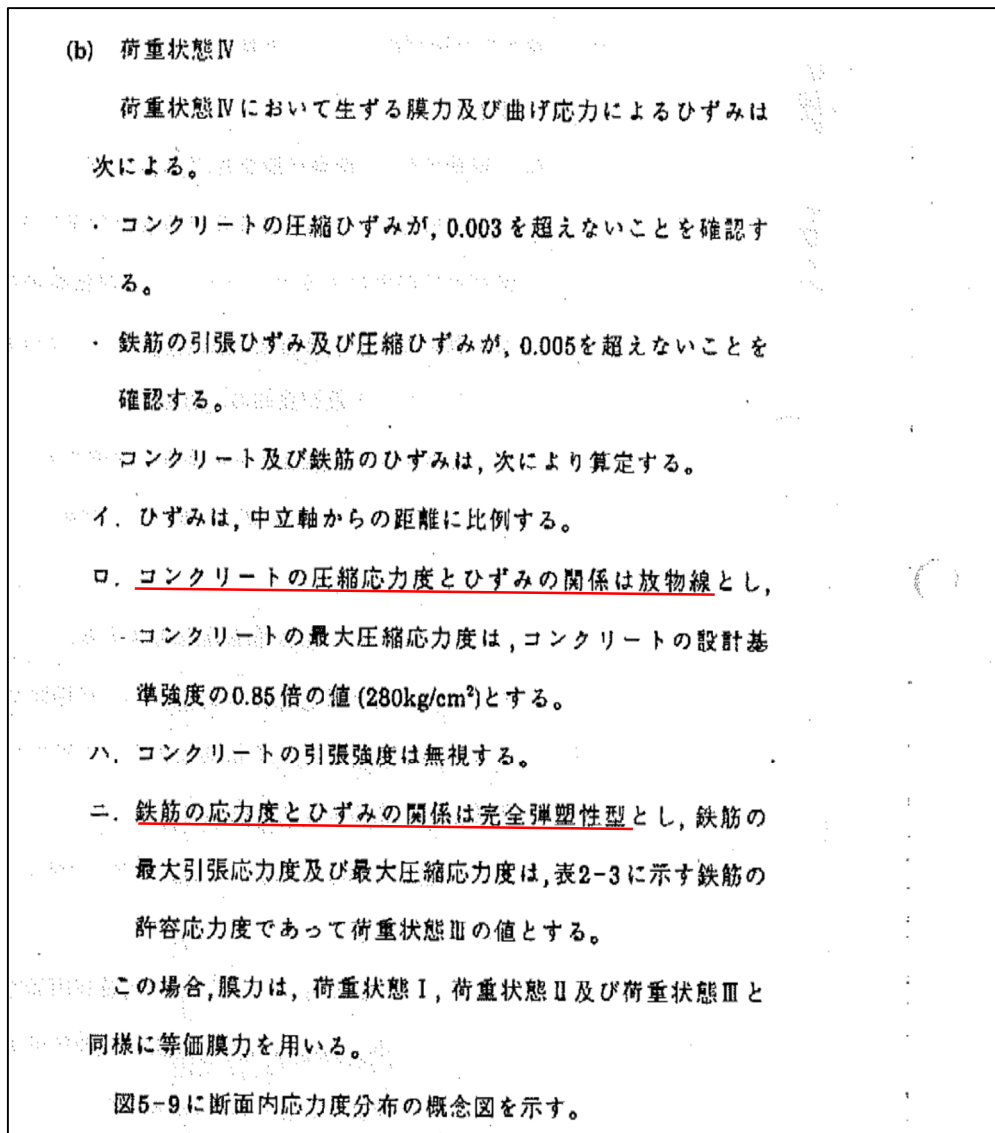 (b) 荷重状態Ⅳ
荷重状態Ⅳにおいて生ずる膜力及び曲げ応力によるひずみは
次による。
・ コンクリートの圧縮ひずみが, 0.003を超えないことを確認す
る。
・ 鉄筋の引張ひずみ及び圧縮ひずみが, 0.005を超えないことを
確認する。
コンクリート及び鉄筋のひずみは, 次により算定する。
イ. ひずみは, 中立軸からの距離に比例する。
ロ. コンクリートの圧縮応力度とひずみの関係は放物線とし,
コンクリートの最大圧縮応力度は, コンクリートの設計基
準強度の0.85倍の値 (280kg/cm²)とする。
ハ. コンクリートの引張強度は無視する。
ニ. 鉄筋の応力度とひずみの関係は完全弾塑性型とし, 鉄筋の
最大引張応力度及び最大圧縮応力度は, 表2-3に示す鉄筋の
許容応力度であって荷重状態Ⅲの値とする。
この場合, 膜力は, 荷重状態Ⅰ, 荷重状態Ⅱ及び荷重状態Ⅲと
同様に等価膜力を用いる。
図5-9に断面内応力度分布の概念図を示す。